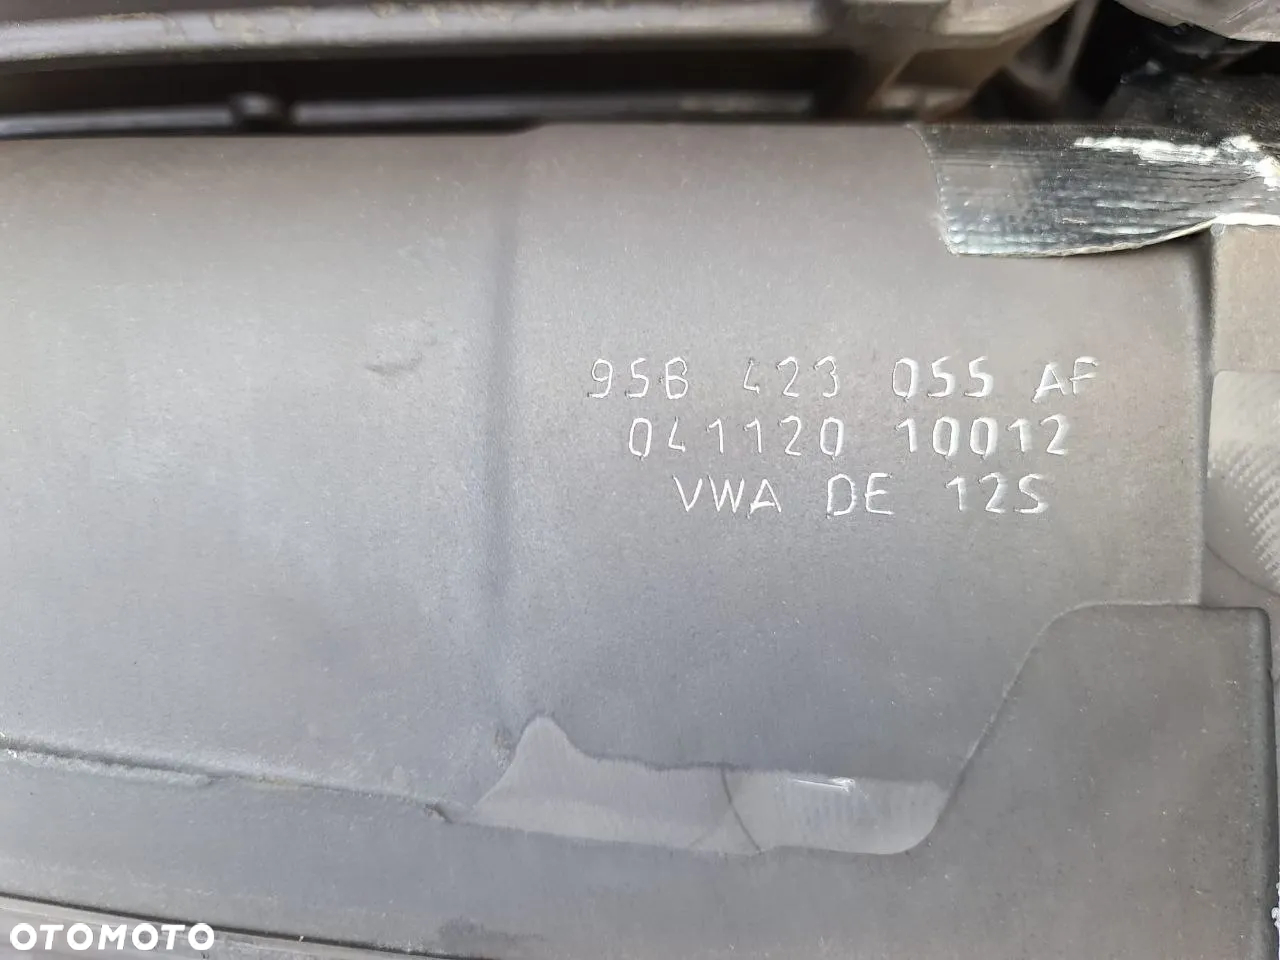 95B 423 055 AF
041120 10012
VWA DE 12S
OTOMOTO